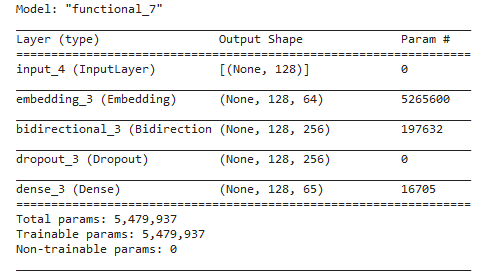 Model: "functional_7"
Layer (type) Output Shape Param #
input_4 (InputLayer) [(None, 128)] 0
embedding_3 (Embedding) (None, 128, 64) 5265600
bidirectional_3 (Bidirection (None, 128, 256) 197632
dropout_3 (Dropout) (None, 128, 256) 0
dense_3 (Dense) (None, 128, 65) 16705
Total params: 5,479,937
Trainable params: 5,479,937
Non-trainable params: 0